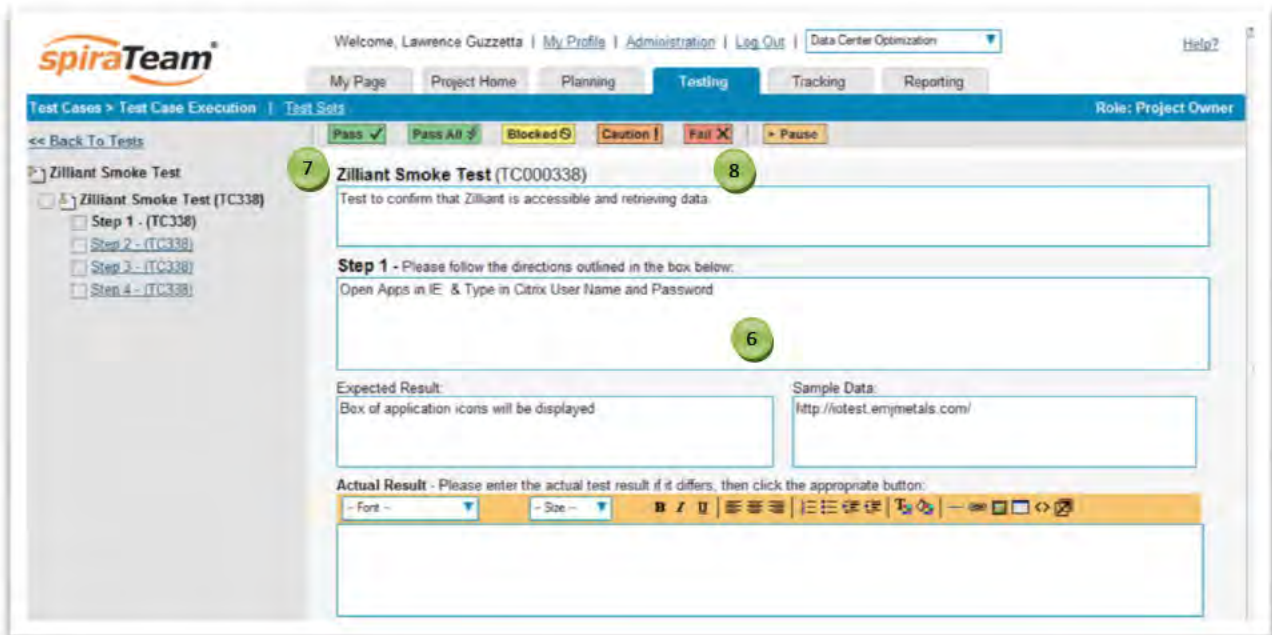 spiraTeam®
Welcome, Lawrence Guzzetta | My Profile | Administration | Log Out | Data Center Optimization
Help?
My Page Project Home Planning Testing Tracking Reporting
Test Cases > Test Case Execution | Test Sets
Role: Project Owner
<< Back To Tests
Pass Pass All Blocked Caution ! Fail Pause
Zilliant Smoke Test
Zilliant Smoke Test (TC338)
Step 1 - (TC338)
Step 2 - (TC338)
Step 3 - (TC338)
Step 4 - (TC338)
7
8
Zilliant Smoke Test (TC000338)
Test to confirm that Zilliant is accessible and retrieving data
Step 1 - Please follow the directions outlined in the box below:
Open Apps in IE & Type in Citrix User Name and Password
6
Expected Result:
Box of application icons will be displayed
Sample Data:
http://iotest.emjmetals.com/
Actual Result - Please enter the actual test result if it differs, then click the appropriate button:
-- Font -- -- Size -- B I U